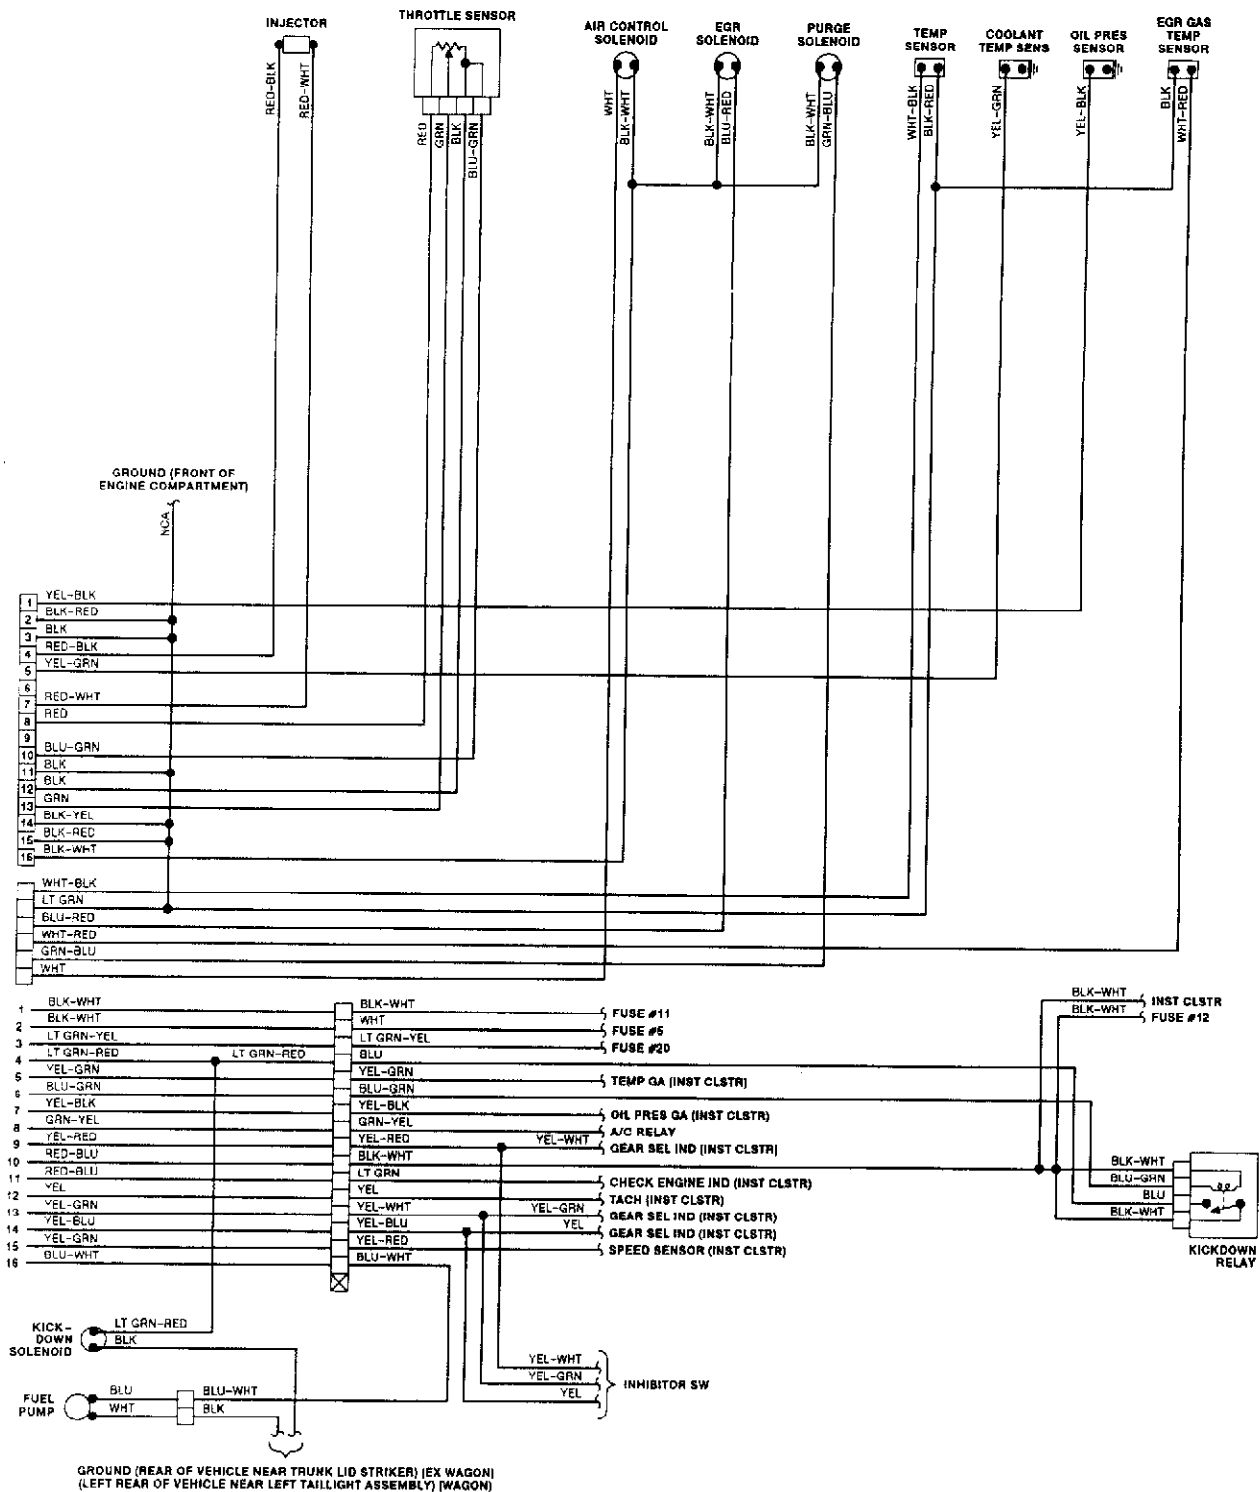 INJECTOR
THROTTLE SENSOR
AIR CONTROL
SOLENOID
EGR
SOLENOID
PURGE
SOLENOID
TEMP
SENSOR
COOLANT
TEMP SENS
OIL PRES
SENSOR
EGR GAS
TEMP
SENSOR
RED-BLK
RED-WHT
RED
GRN
BLK
BLU-GRN
WHT
BLK-WHT
BLK-WHT
BLU-RED
BLK-WHT
GRN-BLU
WHT-BLK
BLK-RED
YEL-GRN
YEL-BLK
BLK
WHT-RED
GROUND (FRONT OF
ENGINE COMPARTMENT)
NCA
1 YEL-BLK
2 BLK-RED
3 BLK
4 RED-BLK
5 YEL-GRN
6
7 RED-WHT
8 RED
9
10 BLU-GRN
11 BLK
12 BLK
13 GRN
14 BLK-YEL
15 BLK-RED
16 BLK-WHT
WHT-BLK
LT GRN
BLU-RED
WHT-RED
GRN-BLU
WHT
1 BLK-WHT BLK-WHT FUSE #11
2 BLK-WHT WHT FUSE #5
3 LT GRN-YEL LT GRN-YEL FUSE #20
4 LT GRN-RED LT GRN-RED BLU
5 YEL-GRN YEL-GRN TEMP GA (INST CLSTR)
6 BLU-GRN BLU-GRN
7 YEL-BLK YEL-BLK OIL PRES GA (INST CLSTR)
8 GRN-YEL GRN-YEL A/C RELAY
9 YEL-RED YEL-RED YEL-WHT GEAR SEL IND (INST CLSTR)
10 RED-BLU BLK-WHT
11 RED-BLU LT GRN CHECK ENGINE IND (INST CLSTR)
12 YEL YEL TACH (INST CLSTR)
13 YEL-GRN YEL-WHT YEL-GRN GEAR SEL IND (INST CLSTR)
14 YEL-BLU YEL-BLU YEL GEAR SEL IND (INST CLSTR)
15 YEL-GRN YEL-RED SPEED SENSOR (INST CLSTR)
16 BLU-WHT BLU-WHT
BLK-WHT INST CLSTR
BLK-WHT FUSE #12
BLK-WHT
BLU-GRN
BLU
BLK-WHT
KICKDOWN
RELAY
KICK-
DOWN
SOLENOID
LT GRN-RED
BLK
YEL-WHT
YEL-GRN
YEL
INHIBITOR SW
FUEL
PUMP
BLU BLU-WHT
WHT BLK
GROUND (REAR OF VEHICLE NEAR TRUNK LID STRIKER) [EX WAGON]
(LEFT REAR OF VEHICLE NEAR LEFT TAILLIGHT ASSEMBLY) [WAGON]